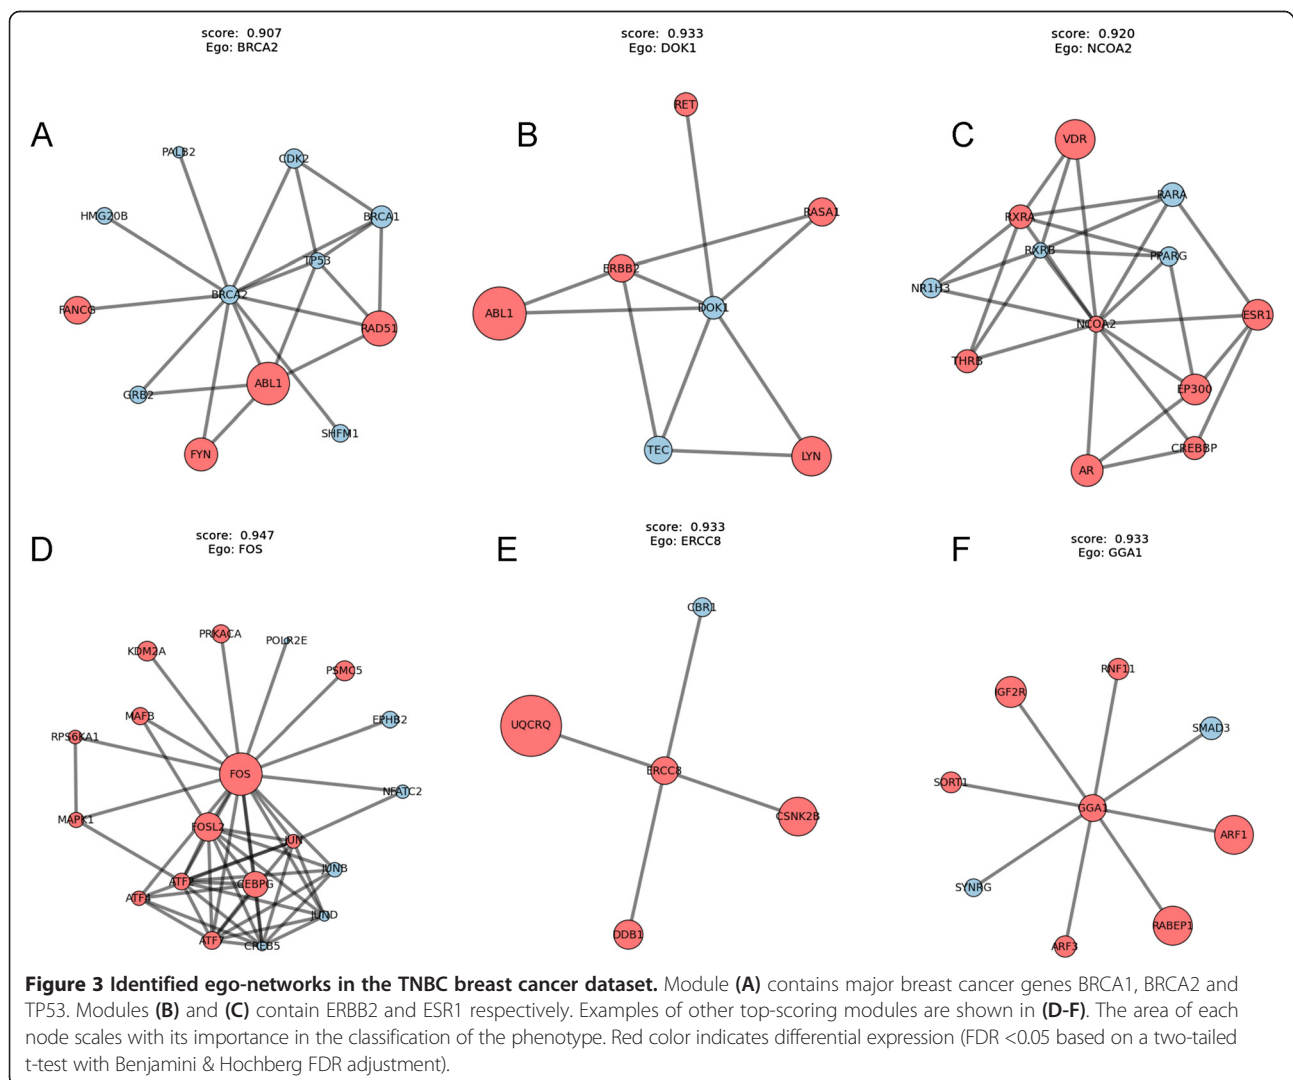 score: 0.907
Ego: BRCA2
score: 0.933
Ego: DOK1
score: 0.920
Ego: NCOA2
A
PALB2
CDK2
HMG20B
BRCA1
TP53
BRCA2
FANCG
RAD51
ABL1
GRB2
SHFM1
FYN
B
RET
RASA1
ERBB2
DOK1
ABL1
TEC
LYN
C
VDR
PARA
RXRA
RXRB
PPARG
NR1H3
NCOA2
ESR1
THRB
EP300
CREBBP
AR
score: 0.947
Ego: FOS
score: 0.933
Ego: ERCC8
score: 0.933
Ego: GGA1
D
PRKACA
POLR2E
KDM2A
PSMC5
MAFB
EPHB2
RPS6KA1
FOS
NFATC2
MAPK1
FOSL2
JUN
JUNB
ATF2
CEBPG
ATF4
JUND
ATF7
CREB5
E
CBR1
UQCRQ
ERCC8
CSNK2B
DDB1
F
RNF11
IGF2R
SMAD3
SORT1
GGA1
ARF1
SYNRG
RABEP1
ARF3
Figure 3 Identified ego-networks in the TNBC breast cancer dataset. Module (A) contains major breast cancer genes BRCA1, BRCA2 and
TP53. Modules (B) and (C) contain ERBB2 and ESR1 respectively. Examples of other top-scoring modules are shown in (D-F). The area of each
node scales with its importance in the classification of the phenotype. Red color indicates differential expression (FDR <0.05 based on a two-tailed
t-test with Benjamini & Hochberg FDR adjustment).